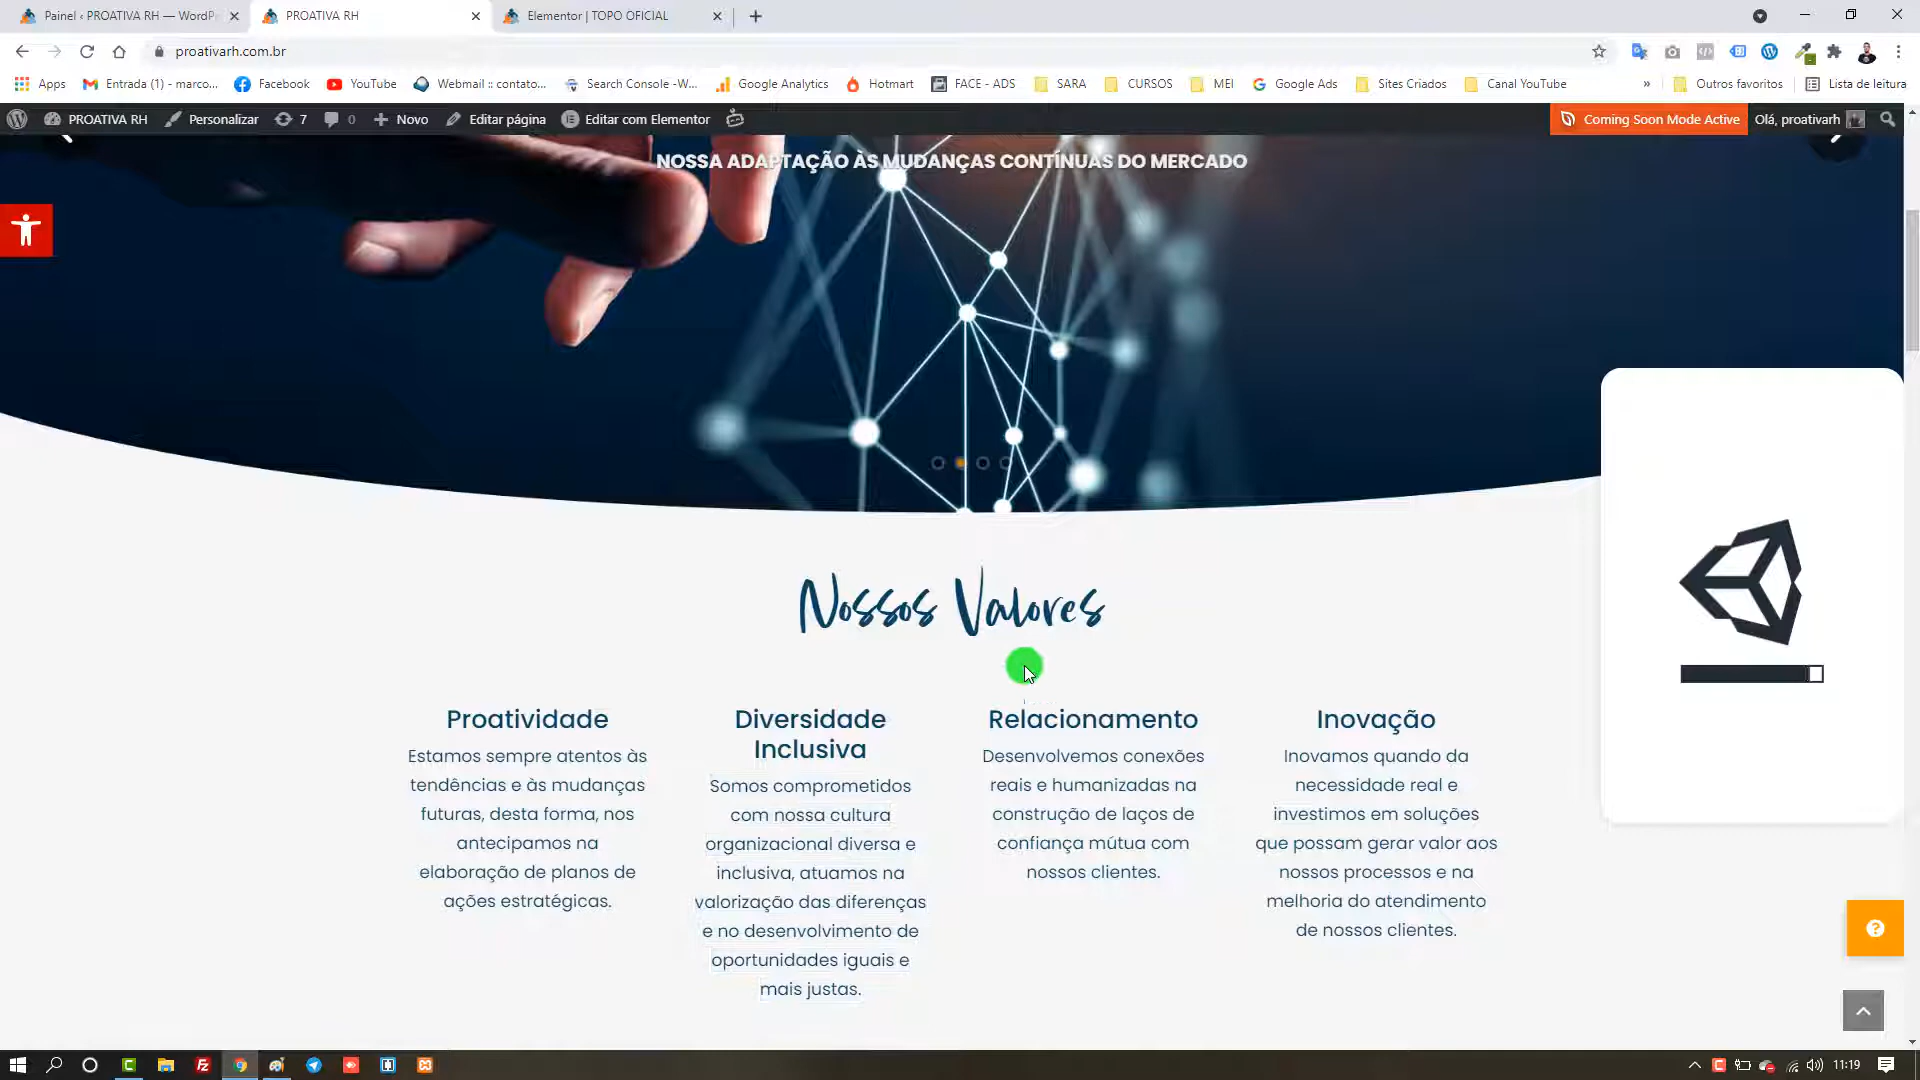 Painel ‹ PROATIVA RH — WordP
PROATIVA RH
Elementor | TOPO OFICIAL
proativarh.com.br
Apps
Entrada (1) - marco...
Facebook
YouTube
Webmail :: contato...
Search Console -W...
Google Analytics
Hotmart
FACE - ADS
SARA
CURSOS
MEI
Google Ads
Sites Criados
Canal YouTube
»
Outros favoritos
Lista de leitura
PROATIVA RH
Personalizar
7
0
Novo
Editar página
Editar com Elementor
Coming Soon Mode Active
Olá, proativarh
NOSSA ADAPTAÇÃO ÀS MUDANÇAS CONTÍNUAS DO MERCADO
Nossos Valores
Proatividade
Estamos sempre atentos às
tendências e às mudanças
futuras, desta forma, nos
antecipamos na
elaboração de planos de
ações estratégicas.
Diversidade
Inclusiva
Somos comprometidos
com nossa cultura
organizacional diversa e
inclusiva, atuamos na
valorização das diferenças
e no desenvolvimento de
oportunidades iguais e
mais justas.
Relacionamento
Desenvolvemos conexões
reais e humanizadas na
construção de laços de
confiança mútua com
nossos clientes.
Inovação
Inovamos quando da
necessidade real e
investimos em soluções
que possam gerar valor aos
nossos processos e na
melhoria do atendimento
de nossos clientes.
11:19